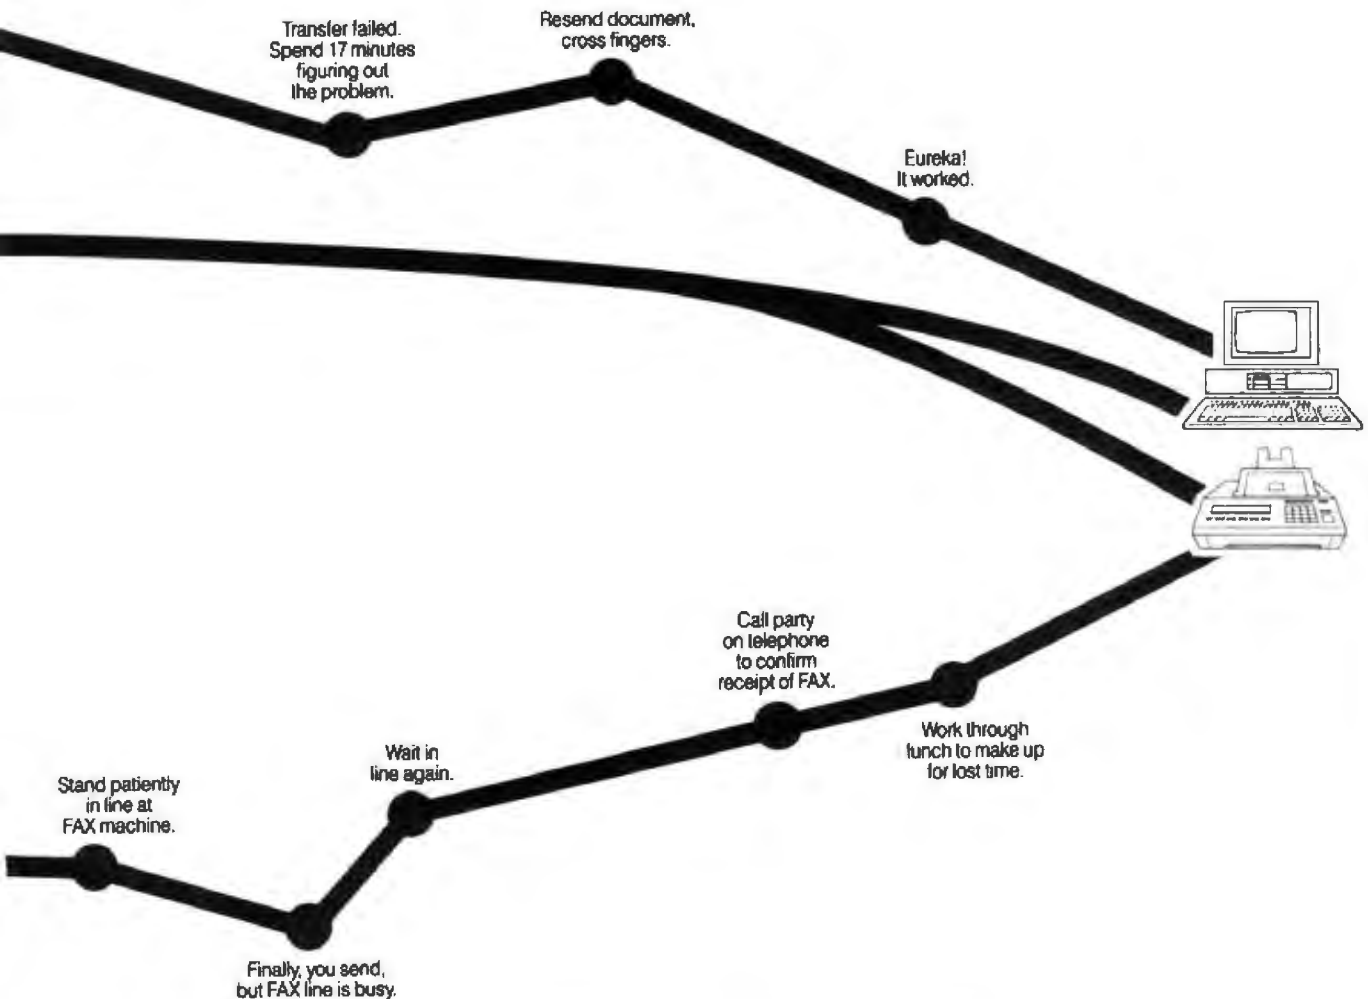 Transfer failed.
Spend 17 minutes
figuring out
the problem.
Resend document,
cross fingers.
Eureka!
It worked.
Call party
on telephone
to confirm
receipt of FAX.
Work through
lunch to make up
for lost time.
Wait in
line again.
Stand patiently
in line at
FAX machine.
Finally, you send,
but FAX line is busy.